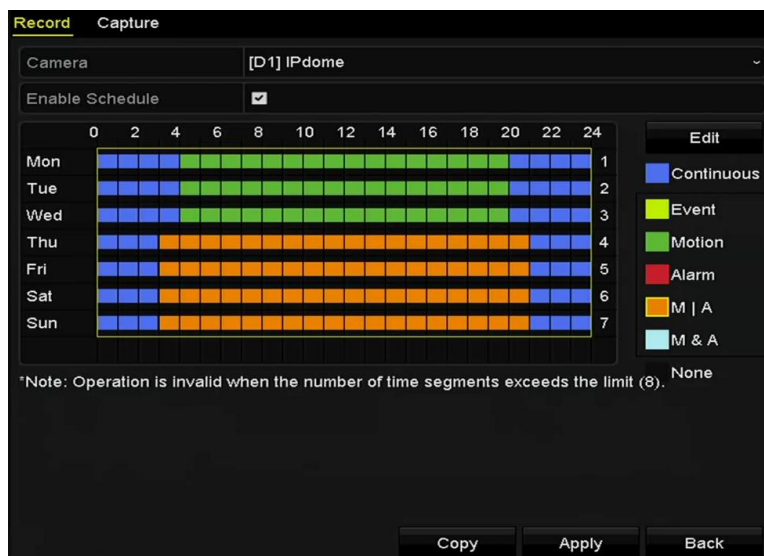 Record Capture
Camera [D1] IPdome
Enable Schedule
0 2 4 6 8 10 12 14 16 18 20 22 24
Edit
Mon 1
Continuous
Tue 2
Event
Wed 3
Motion
Thu 4
Alarm
Fri 5
M | A
Sat 6
M & A
Sun 7
None
*Note: Operation is invalid when the number of time segments exceeds the limit (8).
Copy Apply Back